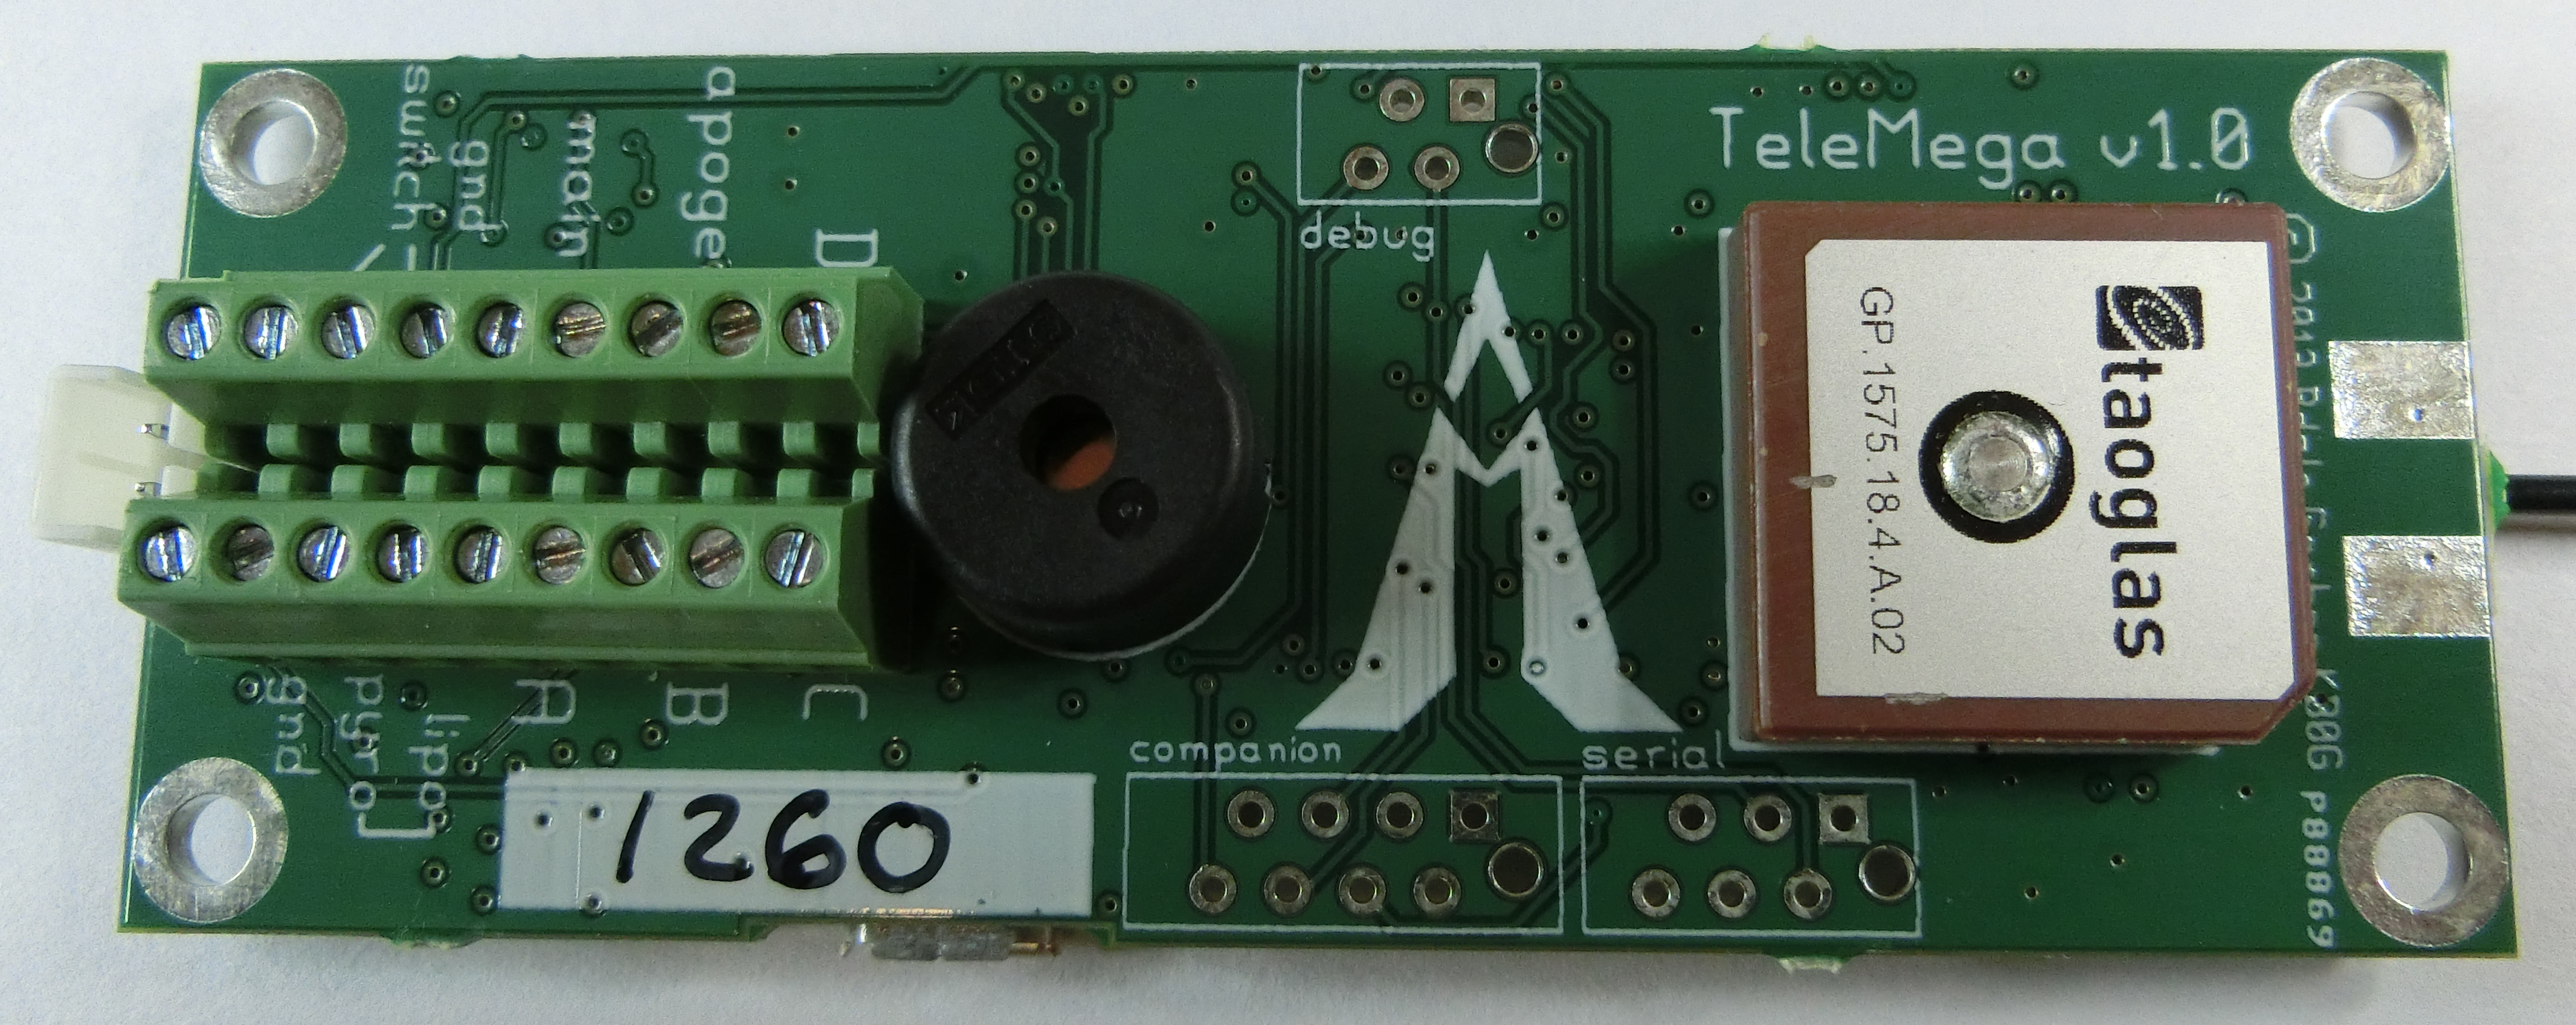 switch
gnd
main
apogee
D
debug
TeleMega v1.0
taoglas
GP.1575.18.4.A.02
K30G P88869
gnd
pyro
lipo
A
B
C
companion
serial
1260